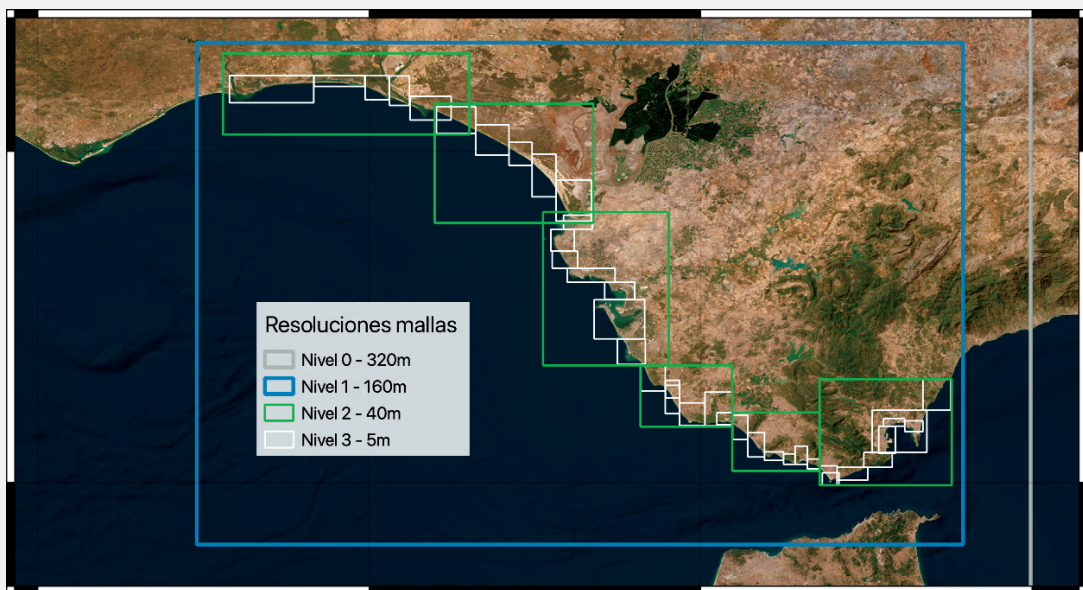 Resoluciones mallas
Nivel 0 - 320m
Nivel 1 - 160m
Nivel 2 - 40m
Nivel 3 - 5m